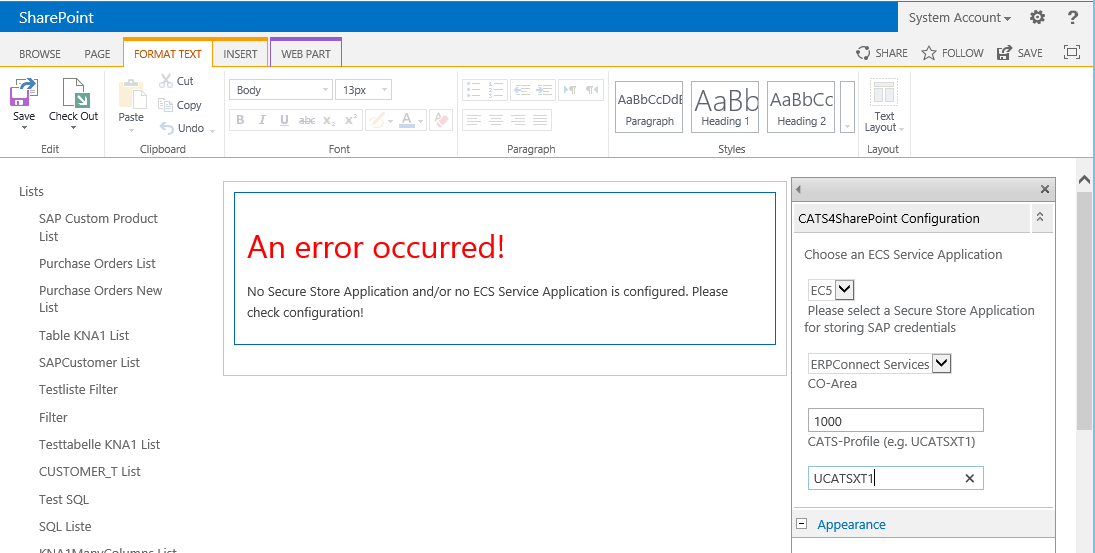 SharePoint
System Account
?
BROWSE PAGE FORMAT TEXT INSERT WEB PART
SHARE FOLLOW SAVE
Save
Check Out
Edit
Paste
Cut
Copy
Undo
Clipboard
Body 13px
B I U abc x₂ x² A
Font
Paragraph
AaBbCcDdE
Paragraph
AaBb
Heading 1
AaBbCc
Heading 2
Styles
Text
Layout
Layout
Lists
SAP Custom Product
List
Purchase Orders List
Purchase Orders New
List
Table KNA1 List
SAPCustomer List
Testliste Filter
Filter
Testtabelle KNA1 List
CUSTOMER_T List
Test SQL
SQL Liste
KNA1ManyColumns List
An error occurred!
No Secure Store Application and/or no ECS Service Application is configured. Please
check configuration!
CATS4SharePoint Configuration
Choose an ECS Service Application
EC5
Please select a Secure Store Application
for storing SAP credentials
ERPConnect Services
CO-Area
1000
CATS-Profile (e.g. UCATSXT1)
UCATSXT1
Appearance